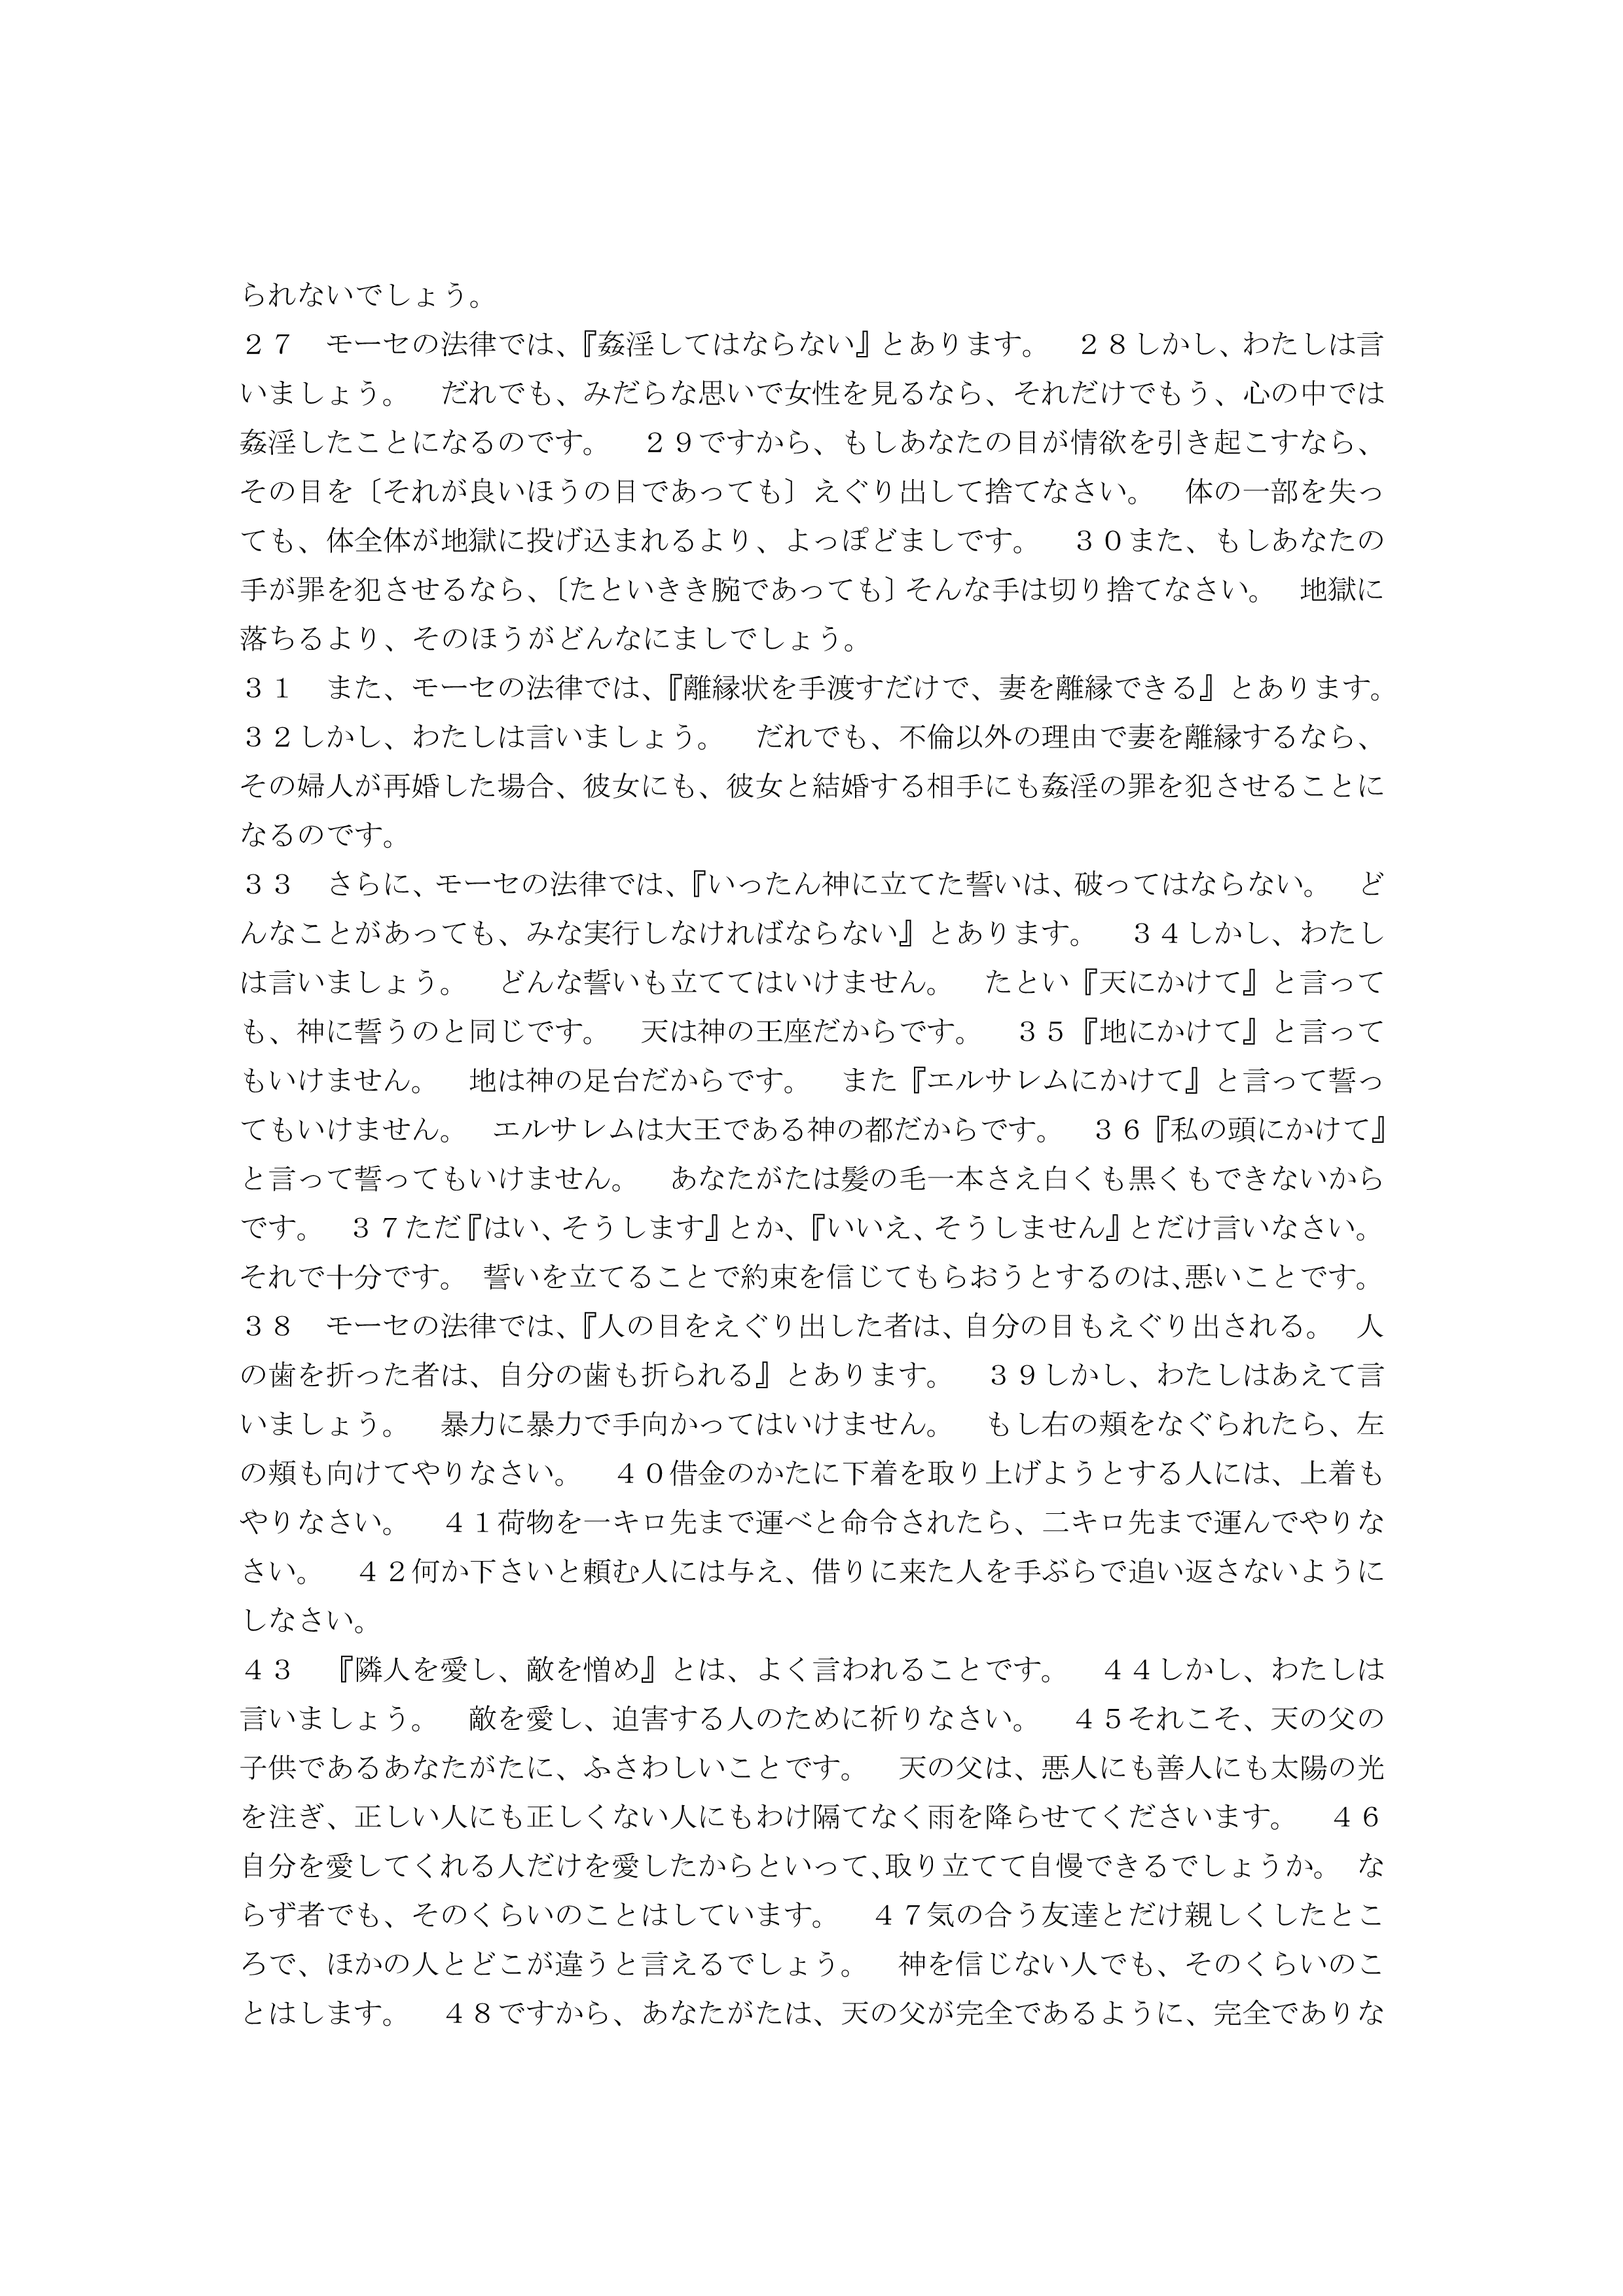 られないでしょう。
２７　モーセの法律では、『姦淫してはならない』とあります。　２８しかし、わたしは言
いましょう。　だれでも、みだらな思いで女性を見るなら、それだけでもう、心の中では
姦淫したことになるのです。　２９ですから、もしあなたの目が情欲を引き起こすなら、
その目を〔それが良いほうの目であっても〕えぐり出して捨てなさい。　体の一部を失っ
ても、体全体が地獄に投げ込まれるより、よっぽどましです。　３０また、もしあなたの
手が罪を犯させるなら、〔たといきき腕であっても〕そんな手は切り捨てなさい。　地獄に
落ちるより、そのほうがどんなにましでしょう。
３１　また、モーセの法律では、『離縁状を手渡すだけで、妻を離縁できる』とあります。
３２しかし、わたしは言いましょう。　だれでも、不倫以外の理由で妻を離縁するなら、
その婦人が再婚した場合、彼女にも、彼女と結婚する相手にも姦淫の罪を犯させることに
なるのです。
３３　さらに、モーセの法律では、『いったん神に立てた誓いは、破ってはならない。　ど
んなことがあっても、みな実行しなければならない』とあります。　３４しかし、わたし
は言いましょう。　どんな誓いも立ててはいけません。　たとい『天にかけて』と言って
も、神に誓うのと同じです。　天は神の王座だからです。　３５『地にかけて』と言って
もいけません。　地は神の足台だからです。　また『エルサレムにかけて』と言って誓っ
てもいけません。　エルサレムは大王である神の都だからです。　３６『私の頭にかけて』
と言って誓ってもいけません。　あなたがたは髪の毛一本さえ白くも黒くもできないから
です。　３７ただ『はい、そうします』とか、『いいえ、そうしません』とだけ言いなさい。
それで十分です。　誓いを立てることで約束を信じてもらおうとするのは、悪いことです。
３８　モーセの法律では、『人の目をえぐり出した者は、自分の目もえぐり出される。　人
の歯を折った者は、自分の歯も折られる』とあります。　３９しかし、わたしはあえて言
いましょう。　暴力に暴力で手向かってはいけません。　もし右の頬をなぐられたら、左
の頬も向けてやりなさい。　４０借金のかたに下着を取り上げようとする人には、上着も
やりなさい。　４１荷物を一キロ先まで運べと命令されたら、二キロ先まで運んでやりな
さい。　４２何か下さいと頼む人には与え、借りに来た人を手ぶらで追い返さないように
しなさい。
４３　『隣人を愛し、敵を憎め』とは、よく言われることです。　４４しかし、わたしは
言いましょう。　敵を愛し、迫害する人のために祈りなさい。　４５それこそ、天の父の
子供であるあなたがたに、ふさわしいことです。　天の父は、悪人にも善人にも太陽の光
を注ぎ、正しい人にも正しくない人にもわけ隔てなく雨を降らせてくださいます。　４６
自分を愛してくれる人だけを愛したからといって、取り立てて自慢できるでしょうか。　な
らず者でも、そのくらいのことはしています。　４７気の合う友達とだけ親しくしたとこ
ろで、ほかの人とどこが違うと言えるでしょう。　神を信じない人でも、そのくらいのこ
とはします。　４８ですから、あなたがたは、天の父が完全であるように、完全でありな